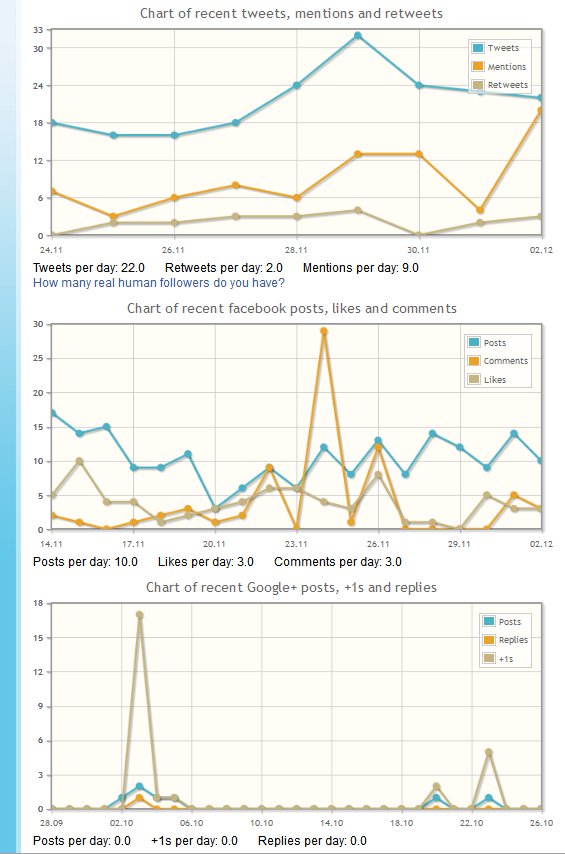 Chart of recent tweets, mentions and retweets
33
30
24
18
12
6
0
Tweets
Mentions
Retweets
24.11 26.11 28.11 30.11 02.12
Tweets per day: 22.0 Retweets per day: 2.0 Mentions per day: 9.0
How many real human followers do you have?
Chart of recent facebook posts, likes and comments
30
25
20
15
10
5
0
Posts
Comments
Likes
14.11 17.11 20.11 23.11 26.11 29.11 02.12
Posts per day: 10.0 Likes per day: 3.0 Comments per day: 3.0
Chart of recent Google+ posts, +1s and replies
18
15
12
9
6
3
0
Posts
Replies
+1s
28.09 02.10 06.10 10.10 14.10 18.10 22.10 26.10
Posts per day: 0.0 +1s per day: 0.0 Replies per day: 0.0